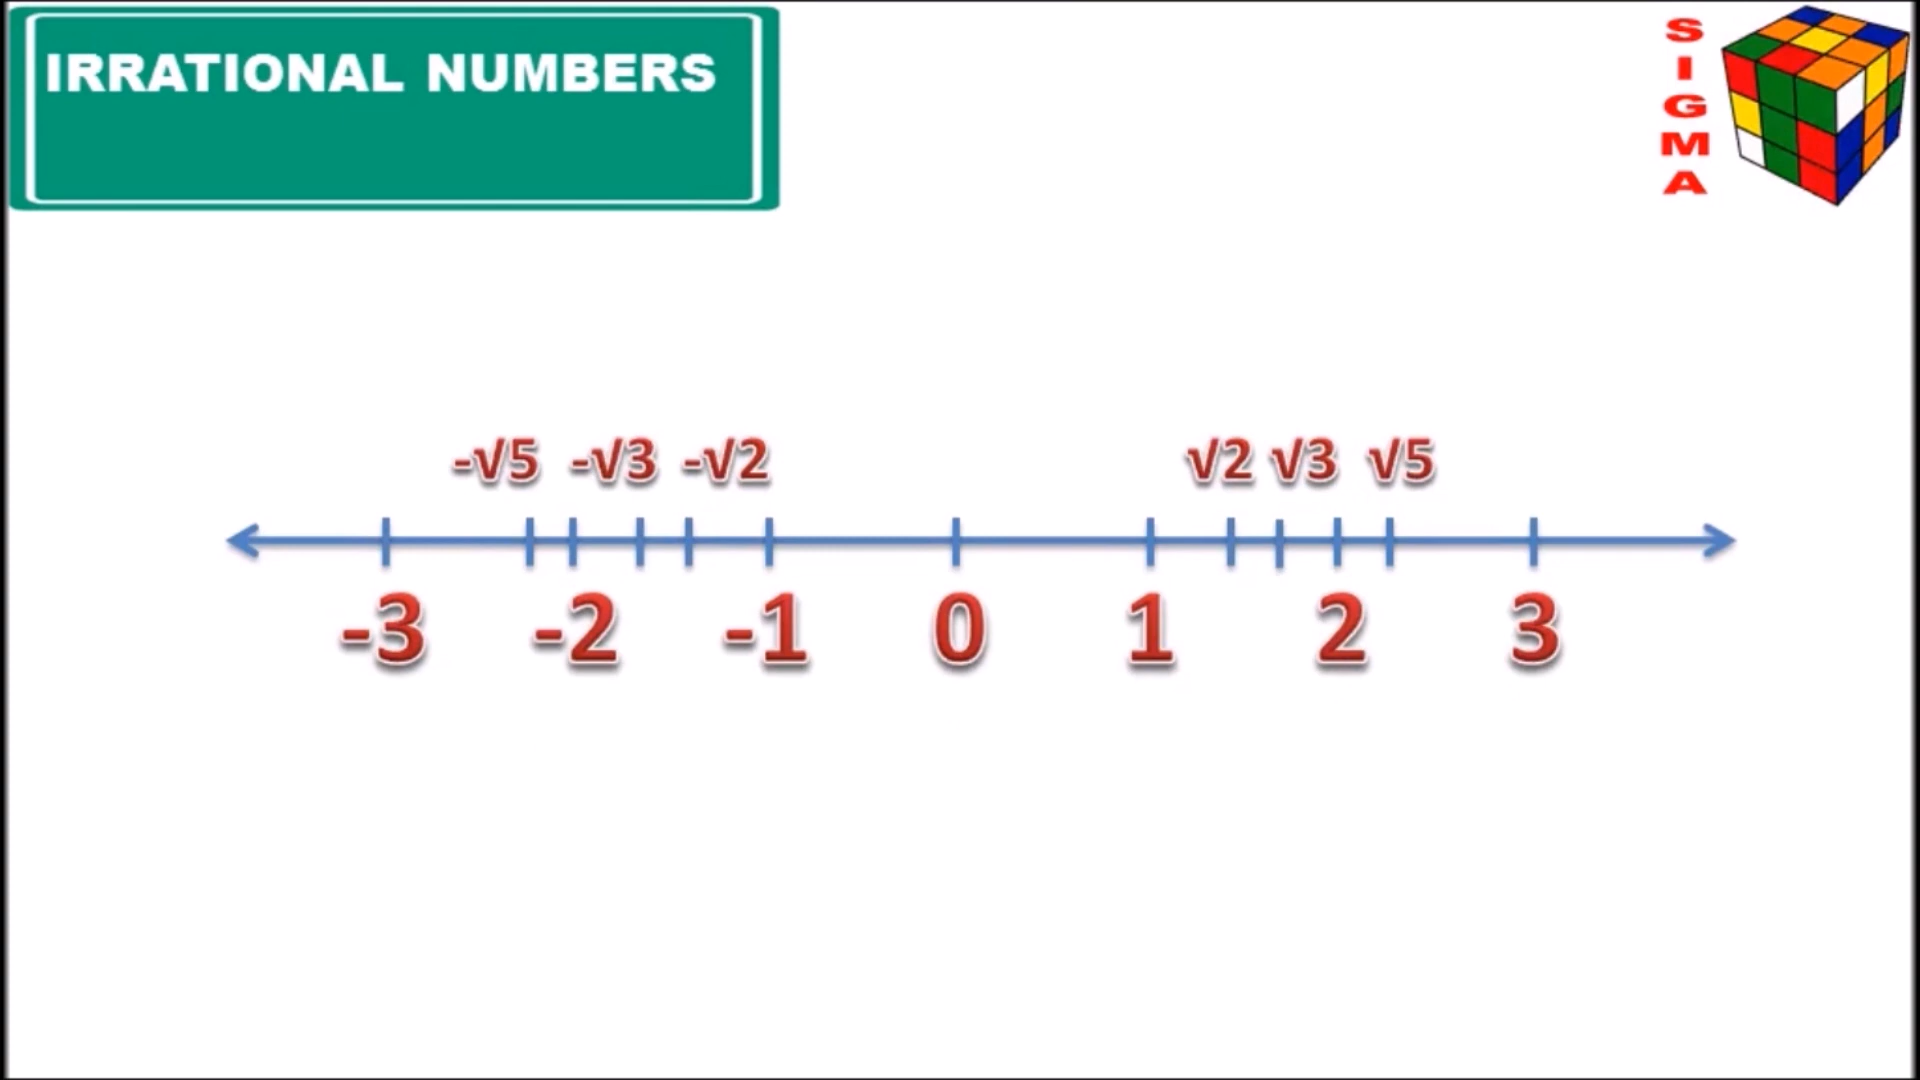 IRRATIONAL NUMBERS
SIGMA
-√5 -√3 -√2 √2 √3 √5
-3 -2 -1 0 1 2 3